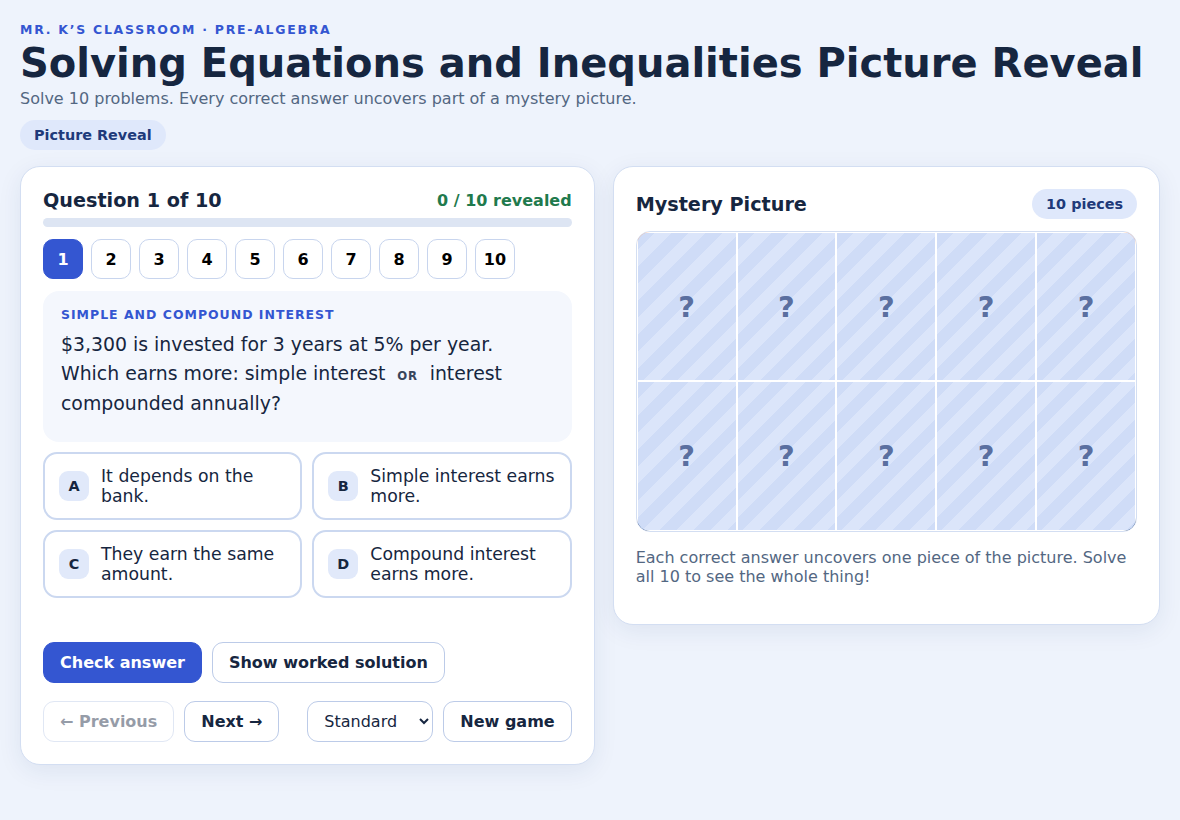 MR. K’S CLASSROOM · PRE-ALGEBRA
Solving Equations and Inequalities Picture Reveal
Solve 10 problems. Every correct answer uncovers part of a mystery picture.
Picture Reveal
Question 1 of 10
0 / 10 revealed
1 2 3 4 5 6 7 8 9 10
SIMPLE AND COMPOUND INTEREST
$3,300 is invested for 3 years at 5% per year.
Which earns more: simple interest OR interest
compounded annually?
A It depends on the
bank.
B Simple interest earns
more.
C They earn the same
amount.
D Compound interest
earns more.
Check answer
Show worked solution
← Previous
Next →
Standard
New game
Mystery Picture
10 pieces
? ? ? ? ?
? ? ? ? ?
Each correct answer uncovers one piece of the picture. Solve
all 10 to see the whole thing!